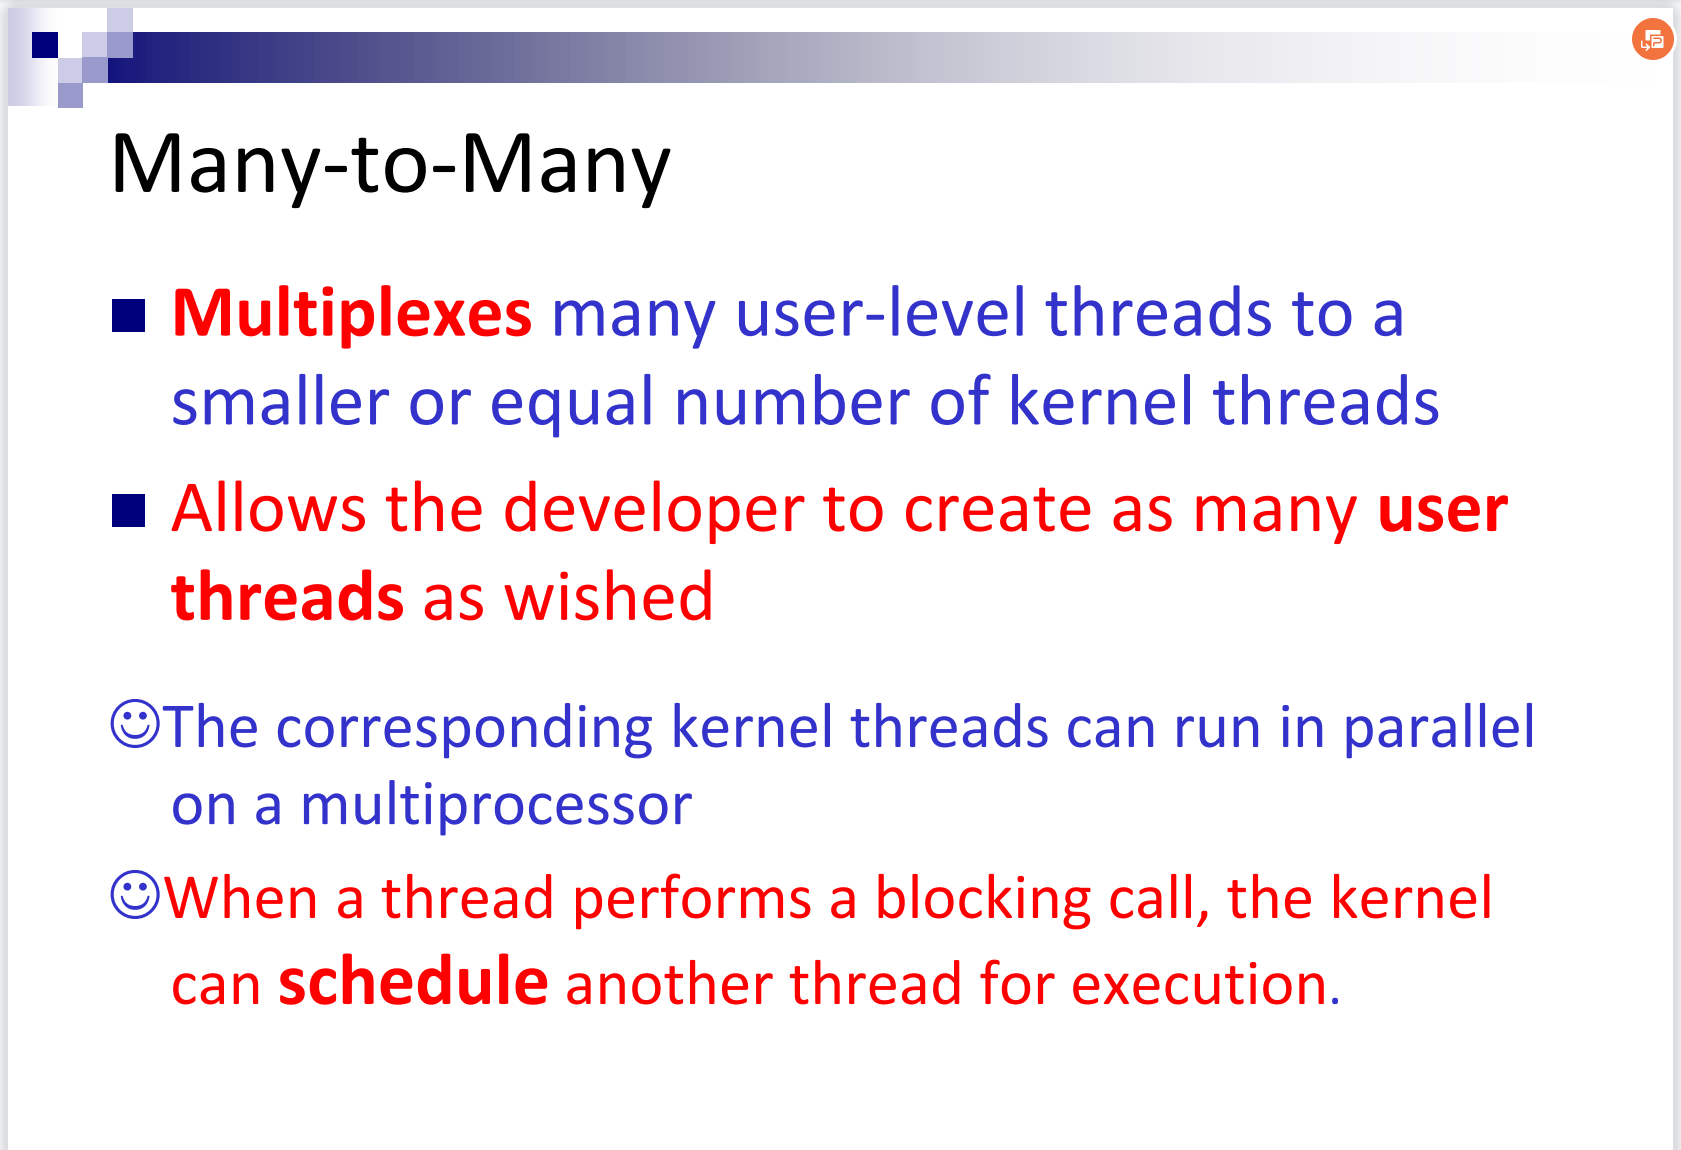 Many-to-Many
Multiplexes many user-level threads to a
smaller or equal number of kernel threads
Allows the developer to create as many user
threads as wished
The corresponding kernel threads can run in parallel
on a multiprocessor
When a thread performs a blocking call, the kernel
can schedule another thread for execution.